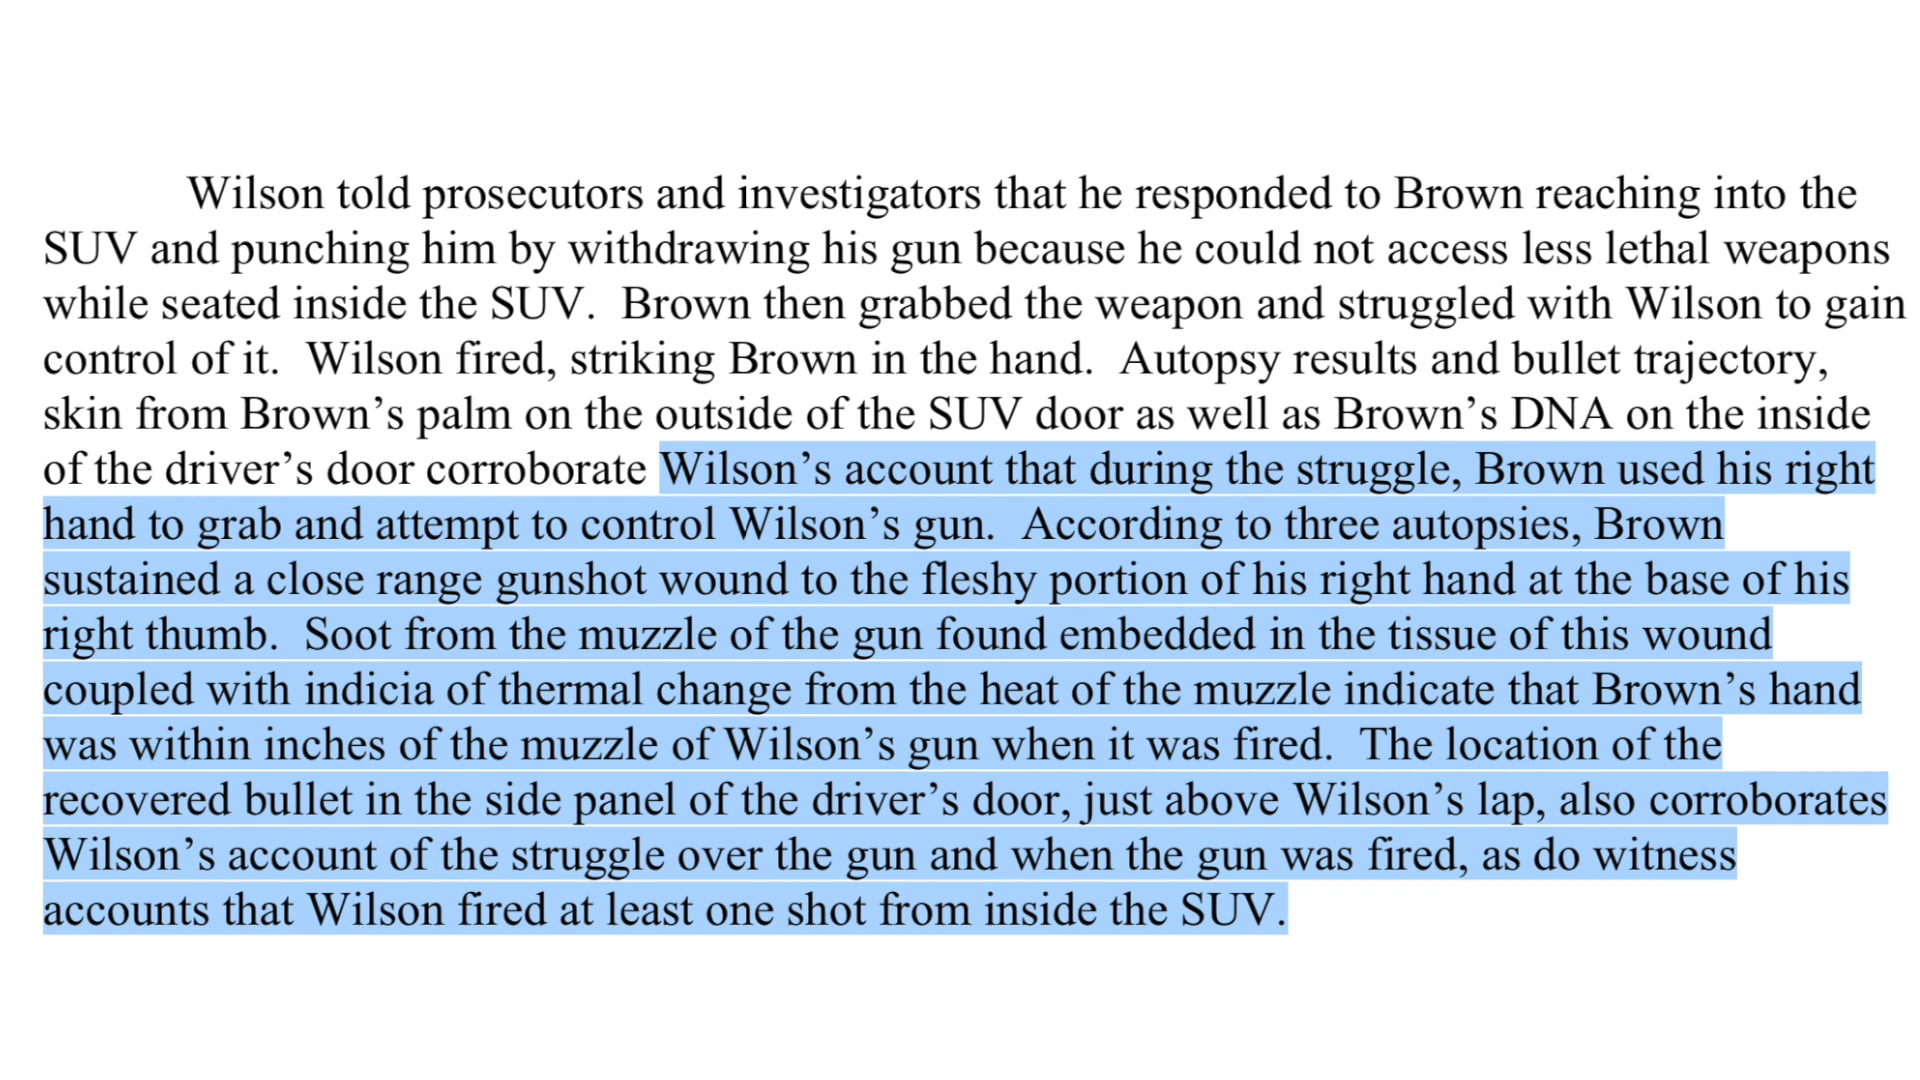 Wilson told prosecutors and investigators that he responded to Brown reaching into the
SUV and punching him by withdrawing his gun because he could not access less lethal weapons
while seated inside the SUV.  Brown then grabbed the weapon and struggled with Wilson to gain
control of it.  Wilson fired, striking Brown in the hand.  Autopsy results and bullet trajectory,
skin from Brown’s palm on the outside of the SUV door as well as Brown’s DNA on the inside
of the driver’s door corroborate Wilson’s account that during the struggle, Brown used his right
hand to grab and attempt to control Wilson’s gun.  According to three autopsies, Brown
sustained a close range gunshot wound to the fleshy portion of his right hand at the base of his
right thumb.  Soot from the muzzle of the gun found embedded in the tissue of this wound
coupled with indicia of thermal change from the heat of the muzzle indicate that Brown’s hand
was within inches of the muzzle of Wilson’s gun when it was fired.  The location of the
recovered bullet in the side panel of the driver’s door, just above Wilson’s lap, also corroborates
Wilson’s account of the struggle over the gun and when the gun was fired, as do witness
accounts that Wilson fired at least one shot from inside the SUV.